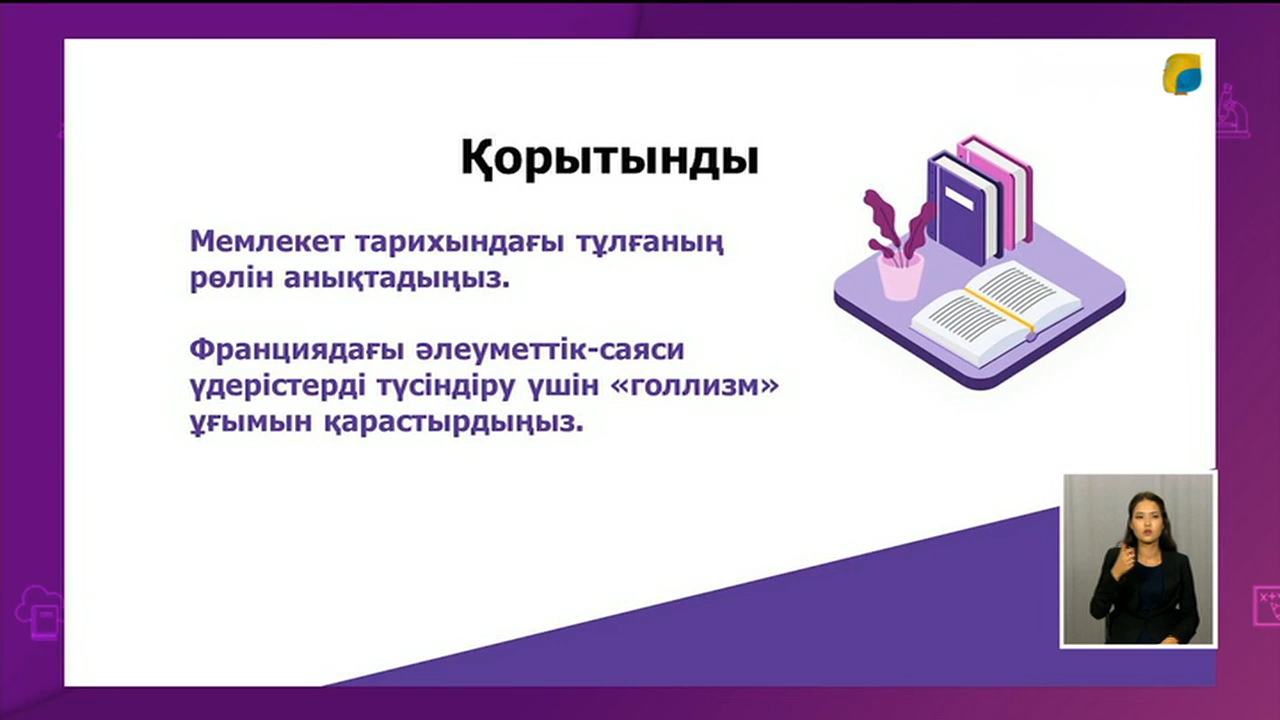 Қорытынды
Мемлекет тарихындағы тұлғаның
рөлін анықтадыңыз.
Франциядағы әлеуметтік-саяси
үдерістерді түсіндіру үшін «голлизм»
ұғымын қарастырдыңыз.